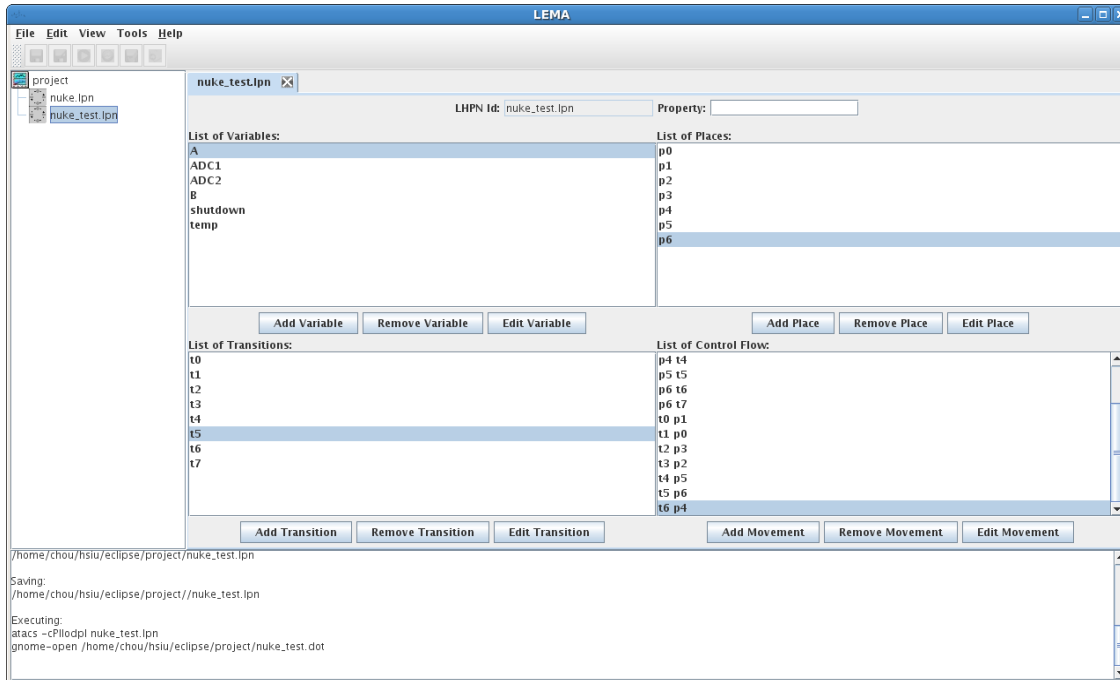 LEMA
File Edit View Tools Help
project
nuke.lpn
nuke_test.lpn
nuke_test.lpn
LHPN Id: nuke_test.lpn Property:
List of Variables:
A
ADC1
ADC2
B
shutdown
temp
Add Variable Remove Variable Edit Variable
List of Places:
p0
p1
p2
p3
p4
p5
p6
Add Place Remove Place Edit Place
List of Transitions:
t0
t1
t2
t3
t4
t5
t6
t7
Add Transition Remove Transition Edit Transition
List of Control Flow:
p4 t4
p5 t5
p6 t6
p6 t7
t0 p1
t1 p0
t2 p3
t3 p2
t4 p5
t5 p6
t6 p4
Add Movement Remove Movement Edit Movement
/home/chou/hsiu/eclipse/project/nuke_test.lpn
Saving:
/home/chou/hsiu/eclipse/project//nuke_test.lpn
Executing:
atacs -cPllodpl nuke_test.lpn
gnome-open /home/chou/hsiu/eclipse/project/nuke_test.dot